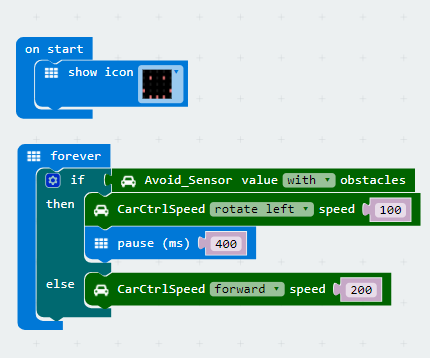 on start
show icon
forever
if Avoid_Sensor value with obstacles
then CarCtrlSpeed rotate left speed 100
pause (ms) 400
else CarCtrlSpeed forward speed 200